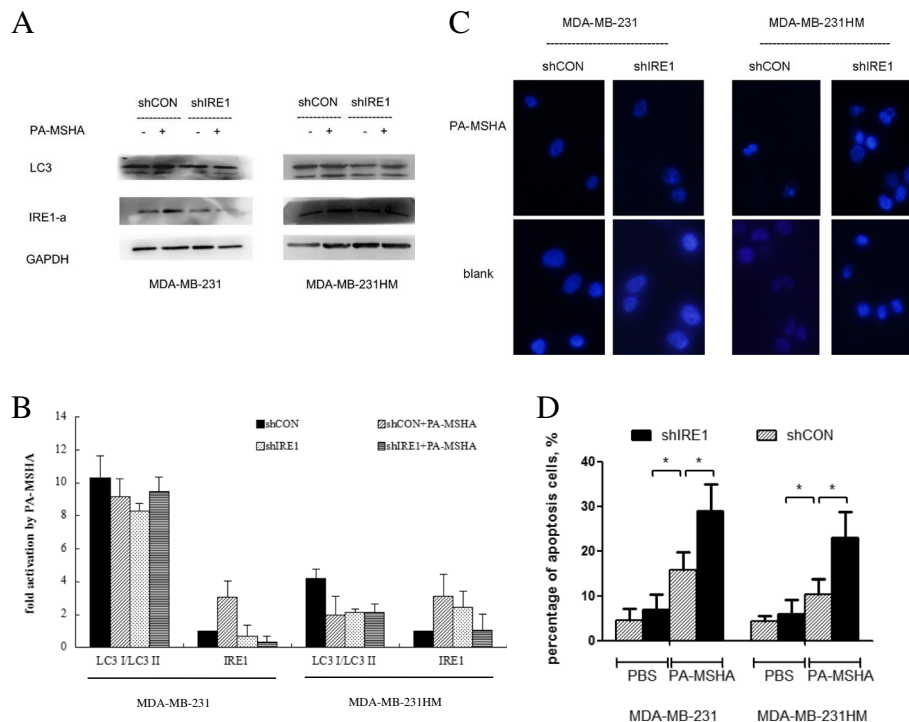 A
shCON shIRE1
PA-MSHA - + - +
LC3
IRE1-a
GAPDH
MDA-MB-231
shCON shIRE1
- + - +
MDA-MB-231HM
B
fold activation by PA-MSHA
14
12
10
8
6
4
2
0
shCON
shCON+PA-MSHA
shIRE1
shIRE1+PA-MSHA
LC3 I/LC3 II IRE1 LC3 I/LC3 II IRE1
MDA-MB-231 MDA-MB-231HM
C
MDA-MB-231 MDA-MB-231HM
shCON shIRE1 shCON shIRE1
PA-MSHA
blank
D
shIRE1 shCON
percentage of apoptosis cells, %
40
30
20
10
0
* * * *
PBS PA-MSHA PBS PA-MSHA
MDA-MB-231 MDA-MB-231HM